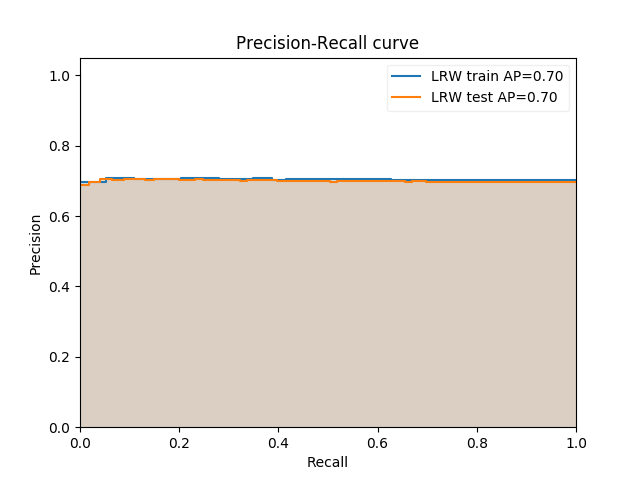 Precision-Recall curve
LRW train AP=0.70
LRW test AP=0.70
1.0
0.8
0.6
0.4
0.2
0.0
Precision
0.0 0.2 0.4 0.6 0.8 1.0
Recall